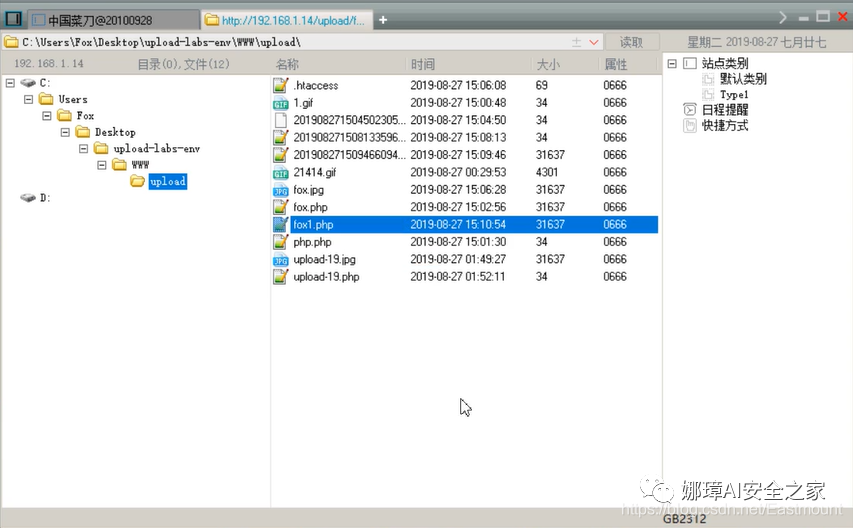 中国菜刀@20100928
http://192.168.1.14/upload/f...
C:\Users\Fox\Desktop\upload-labs-env\WWW\upload\
读取
星期二 2019-08-27 七月廿七
192.168.1.14
目录(0),文件(12)
名称 时间 大小 属性
C:
Users
Fox
Desktop
upload-labs-env
WWW
upload
D:
.htaccess 2019-08-27 15:06:08 69 0666
1.gif 2019-08-27 15:00:48 34 0666
201908271504502305... 2019-08-27 15:04:50 34 0666
201908271508133596... 2019-08-27 15:08:13 34 0666
201908271509466094... 2019-08-27 15:09:46 31637 0666
21414.gif 2019-08-27 00:29:53 4301 0666
fox.jpg 2019-08-27 15:06:28 31637 0666
fox.php 2019-08-27 15:02:56 31637 0666
fox1.php 2019-08-27 15:10:54 31637 0666
php.php 2019-08-27 15:01:30 34 0666
upload-19.jpg 2019-08-27 01:49:27 31637 0666
upload-19.php 2019-08-27 01:52:11 34 0666
站点类别
默认类别
Type1
日程提醒
快捷方式
娜璋AI安全之家
https://blog.csdn.net/Eastmount
GB2312